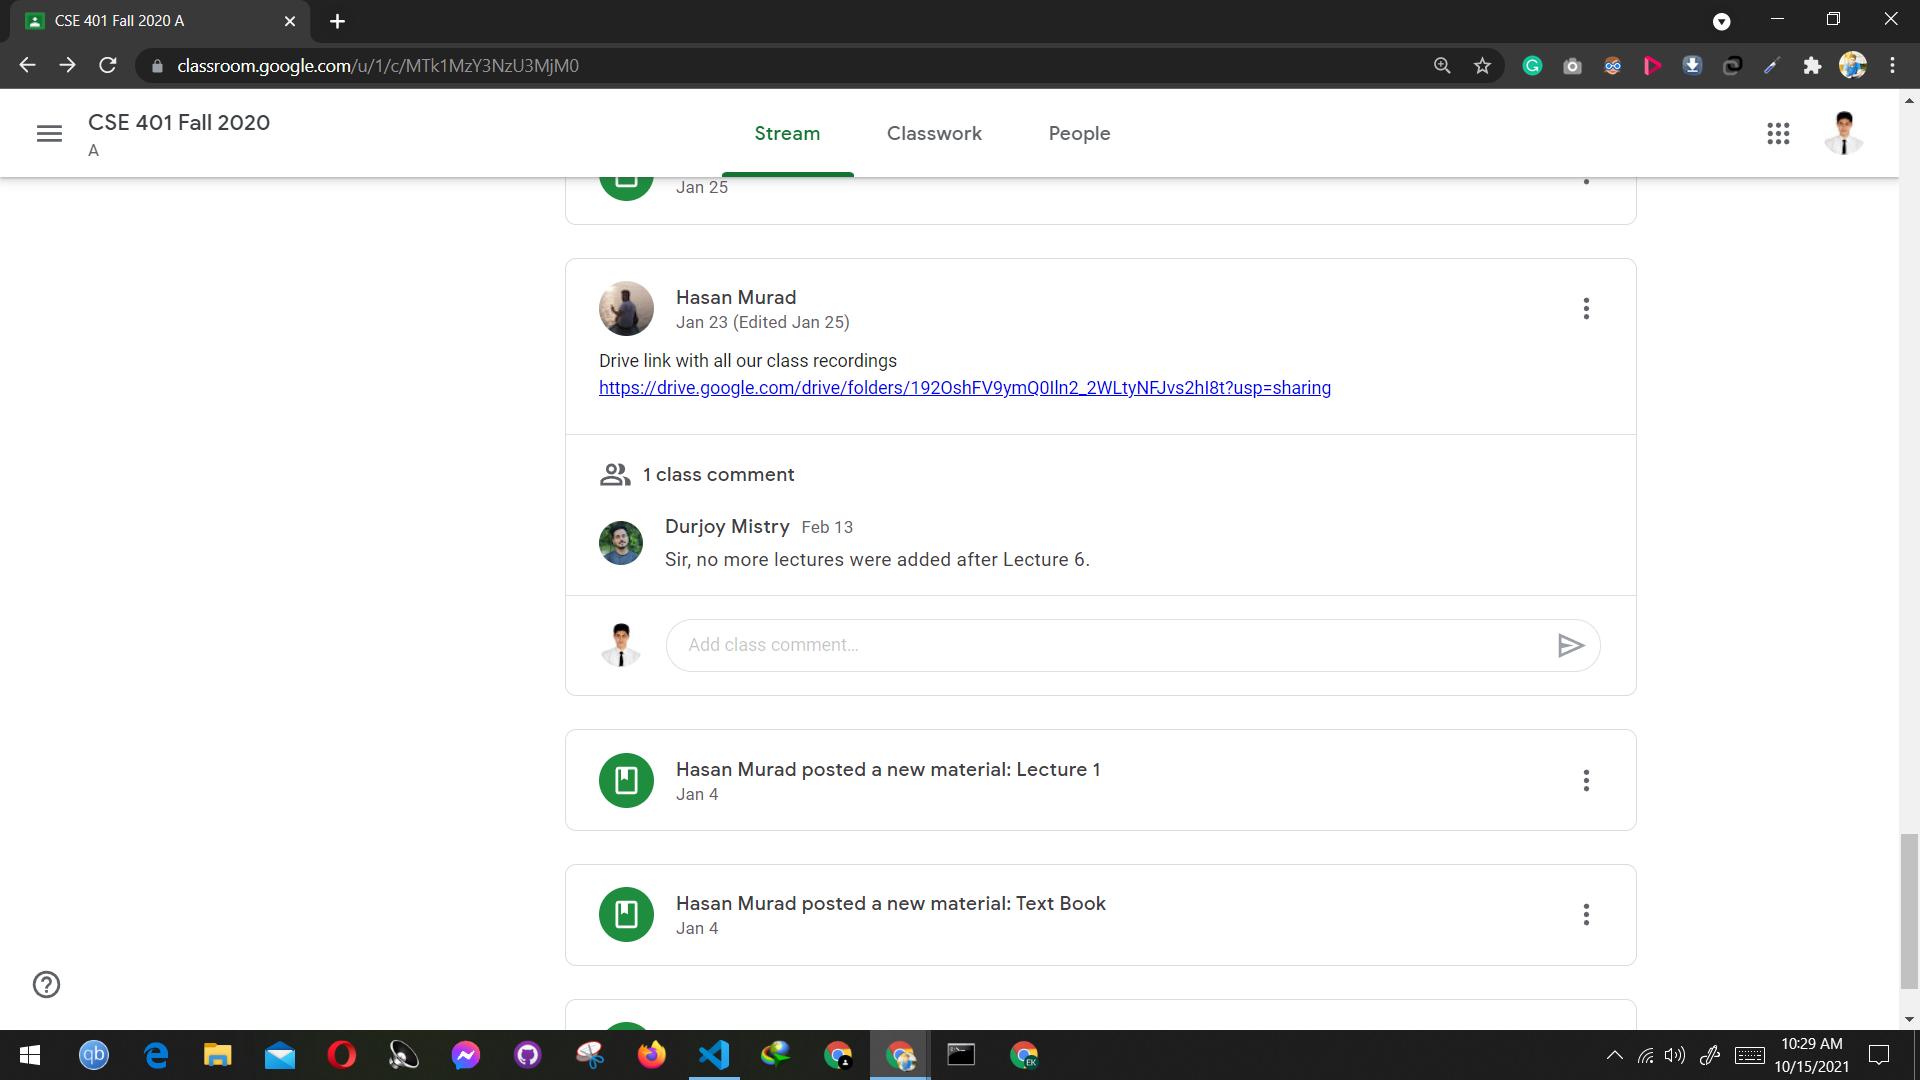 CSE 401 Fall 2020 A
classroom.google.com/u/1/c/MTk1MzY3NzU3MjM0
CSE 401 Fall 2020
A
Stream
Classwork
People
Jan 25
Hasan Murad
Jan 23 (Edited Jan 25)
Drive link with all our class recordings
https://drive.google.com/drive/folders/192OshFV9ymQ0Iln2_2WLtyNFJvs2hI8t?usp=sharing
1 class comment
Durjoy Mistry Feb 13
Sir, no more lectures were added after Lecture 6.
Add class comment...
Hasan Murad posted a new material: Lecture 1
Jan 4
Hasan Murad posted a new material: Text Book
Jan 4
qb
EK
10:29 AM
10/15/2021